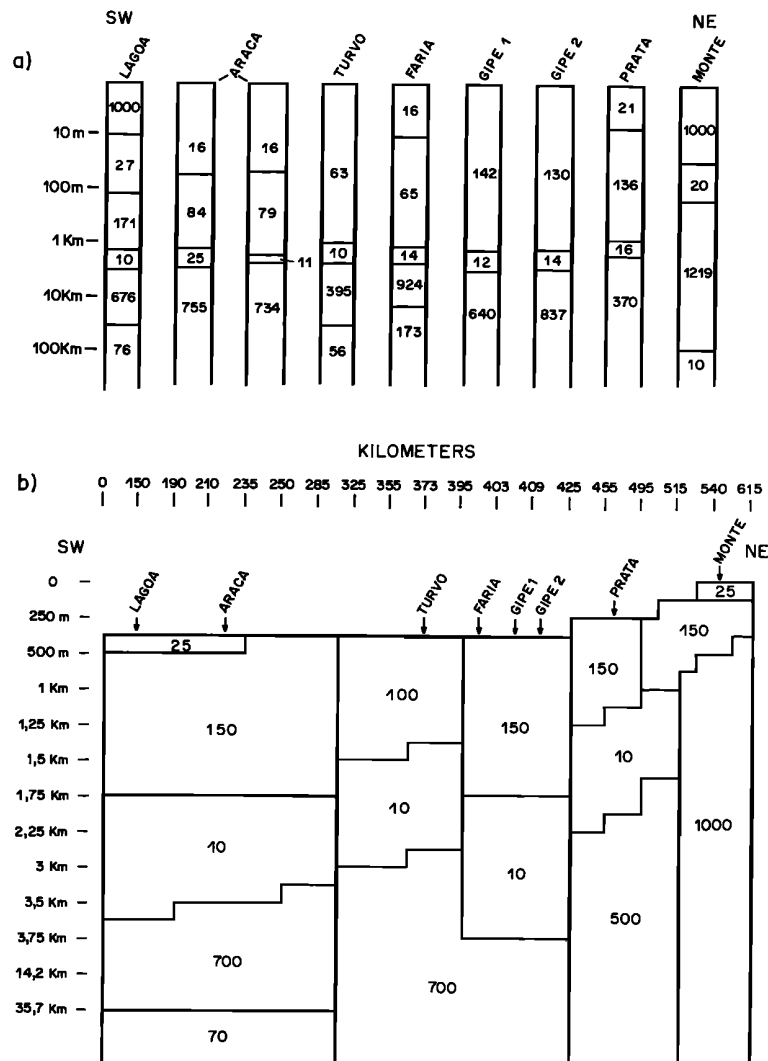 SW
NE
a)
LAGOA
ARACA
TURVO
FARIA
GIPE 1
GIPE 2
PRATA
MONTE
10 m
100m
1 Km
10Km
100Km
1000
27
171
10
676
76
16
84
25
755
16
79
11
734
63
10
395
56
16
65
14
924
173
142
12
640
130
14
837
21
136
16
370
1000
20
1219
10
KILOMETERS
b)
0 150 190 210 235 250 285 325 355 373 395 403 409 425 455 495 515 540 615
SW
NE
LAGOA
ARACA
TURVO
FARIA
GIPE1
GIPE 2
PRATA
MONTE
0
250 m
500 m
1 Km
1,25 Km
1,5 Km
1,75 Km
2,25 Km
3 Km
3,5 Km
3,75 Km
14,2 Km
35,7 Km
25
150
10
700
70
100
10
700
150
10
150
10
500
25
150
1000